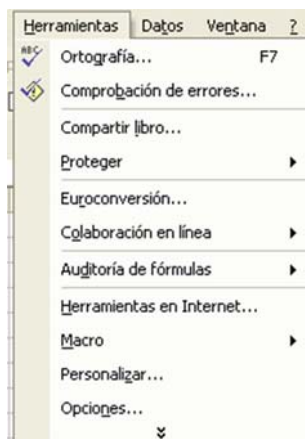 Herramientas Datos Ventana ?
ABC Ortografía... F7
Comprobación de errores...
Compartir libro...
Proteger
Euroconversión...
Colaboración en línea
Auditoría de fórmulas
Herramientas en Internet...
Macro
Personalizar...
Opciones...